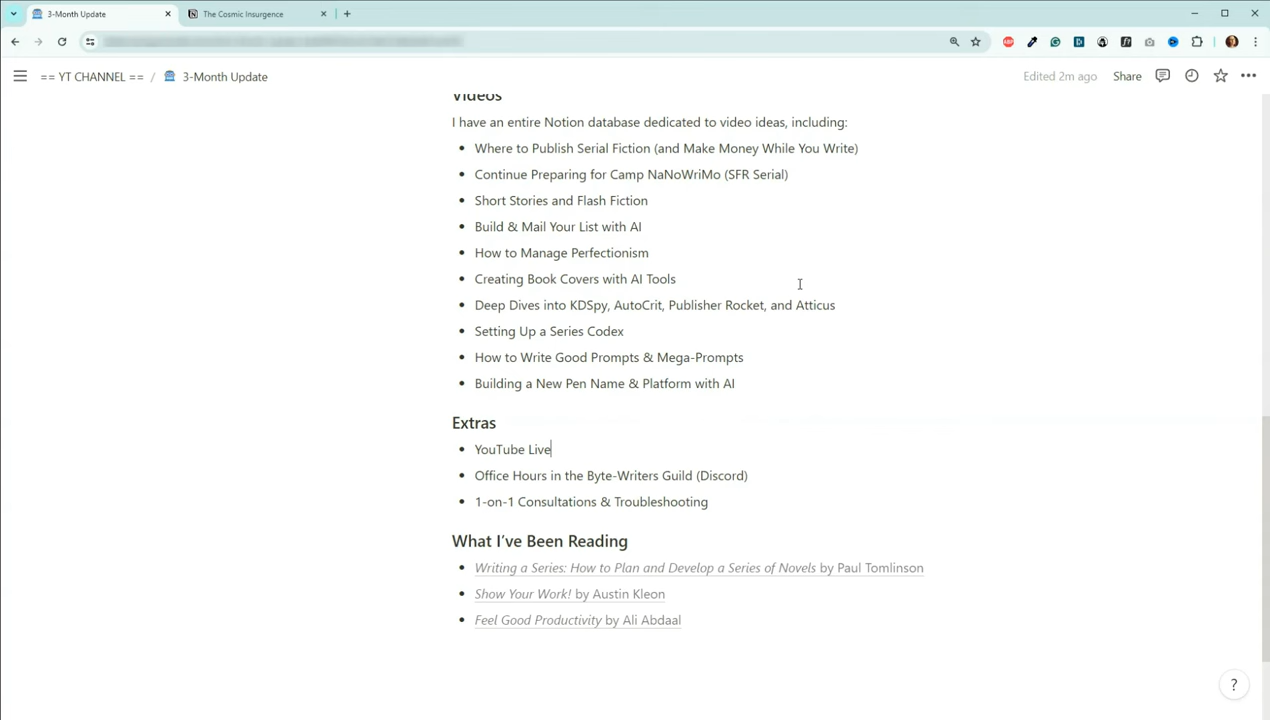 3-Month Update
The Cosmic Insurgence
== YT CHANNEL == / 3-Month Update
Edited 2m ago
Share
Videos
I have an entire Notion database dedicated to video ideas, including:
• Where to Publish Serial Fiction (and Make Money While You Write)
• Continue Preparing for Camp NaNoWriMo (SFR Serial)
• Short Stories and Flash Fiction
• Build & Mail Your List with AI
• How to Manage Perfectionism
• Creating Book Covers with AI Tools
• Deep Dives into KDSpy, AutoCrit, Publisher Rocket, and Atticus
• Setting Up a Series Codex
• How to Write Good Prompts & Mega-Prompts
• Building a New Pen Name & Platform with AI
Extras
• YouTube Live
• Office Hours in the Byte-Writers Guild (Discord)
• 1-on-1 Consultations & Troubleshooting
What I've Been Reading
• Writing a Series: How to Plan and Develop a Series of Novels by Paul Tomlinson
• Show Your Work! by Austin Kleon
• Feel Good Productivity by Ali Abdaal
?